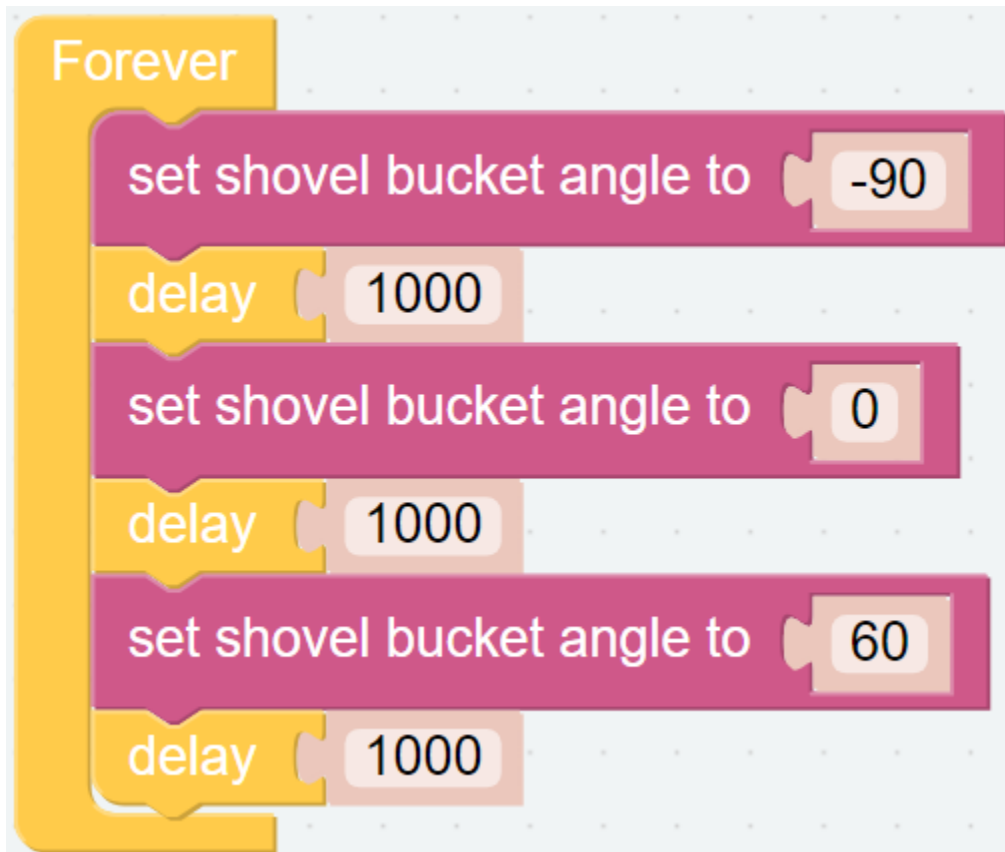 Forever
set shovel bucket angle to -90
delay 1000
set shovel bucket angle to 0
delay 1000
set shovel bucket angle to 60
delay 1000